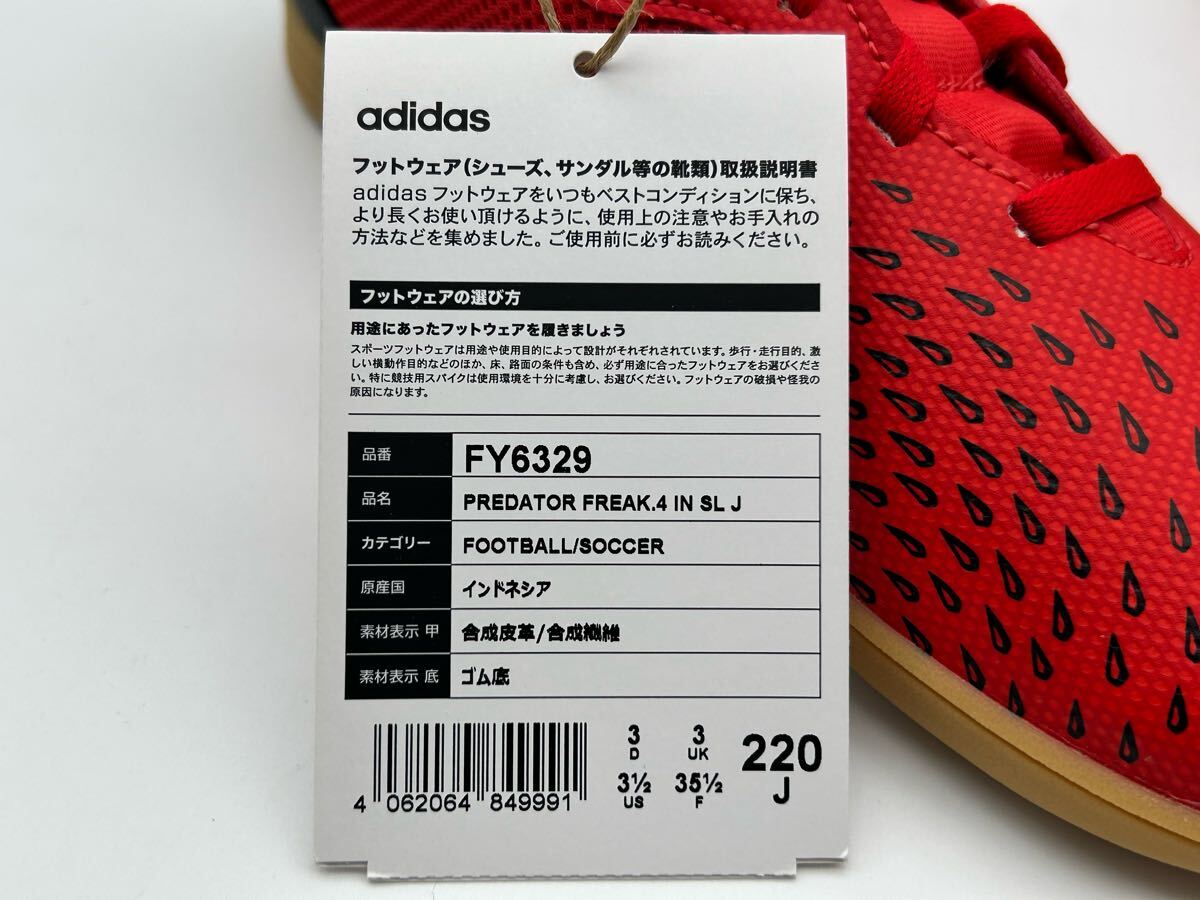 adidas
フットウェア(シューズ、サンダル等の靴類)取扱説明書
adidas フットウェアをいつもベストコンディションに保ち、
より長くお使い頂けるように、使用上の注意やお手入れの
方法などを集めました。ご使用前に必ずお読みください。
フットウェアの選び方
用途にあったフットウェアを履きましょう
スポーツフットウェアは用途や使用目的によって設計がそれぞれされています。歩行・走行目的、激
しい横動作目的などのほか、床、路面の条件も含め、必ず用途に合ったフットウェアをお選びくださ
い。特に競技用スパイクは使用環境を十分に考慮し、お選びください。フットウェアの破損や怪我の
原因になります。
品番 FY6329
品名 PREDATOR FREAK.4 IN SL J
カテゴリー FOOTBALL/SOCCER
原産国 インドネシア
素材表示 甲 合成皮革/合成繊維
素材表示 底 ゴム底
3 D 3 UK
3½ US 35½ F
220 J
4 062064 849991